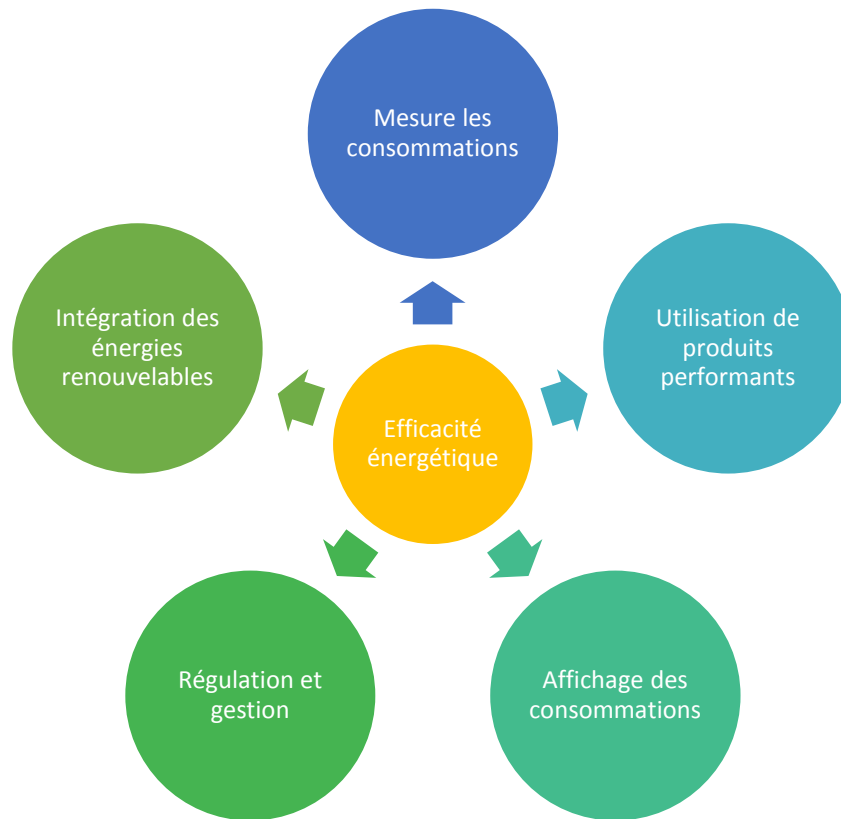 Mesure les
consommations
Intégration des
énergies
renouvelables
Utilisation de
produits
performants
Efficacité
énergétique
Régulation et
gestion
Affichage des
consommations